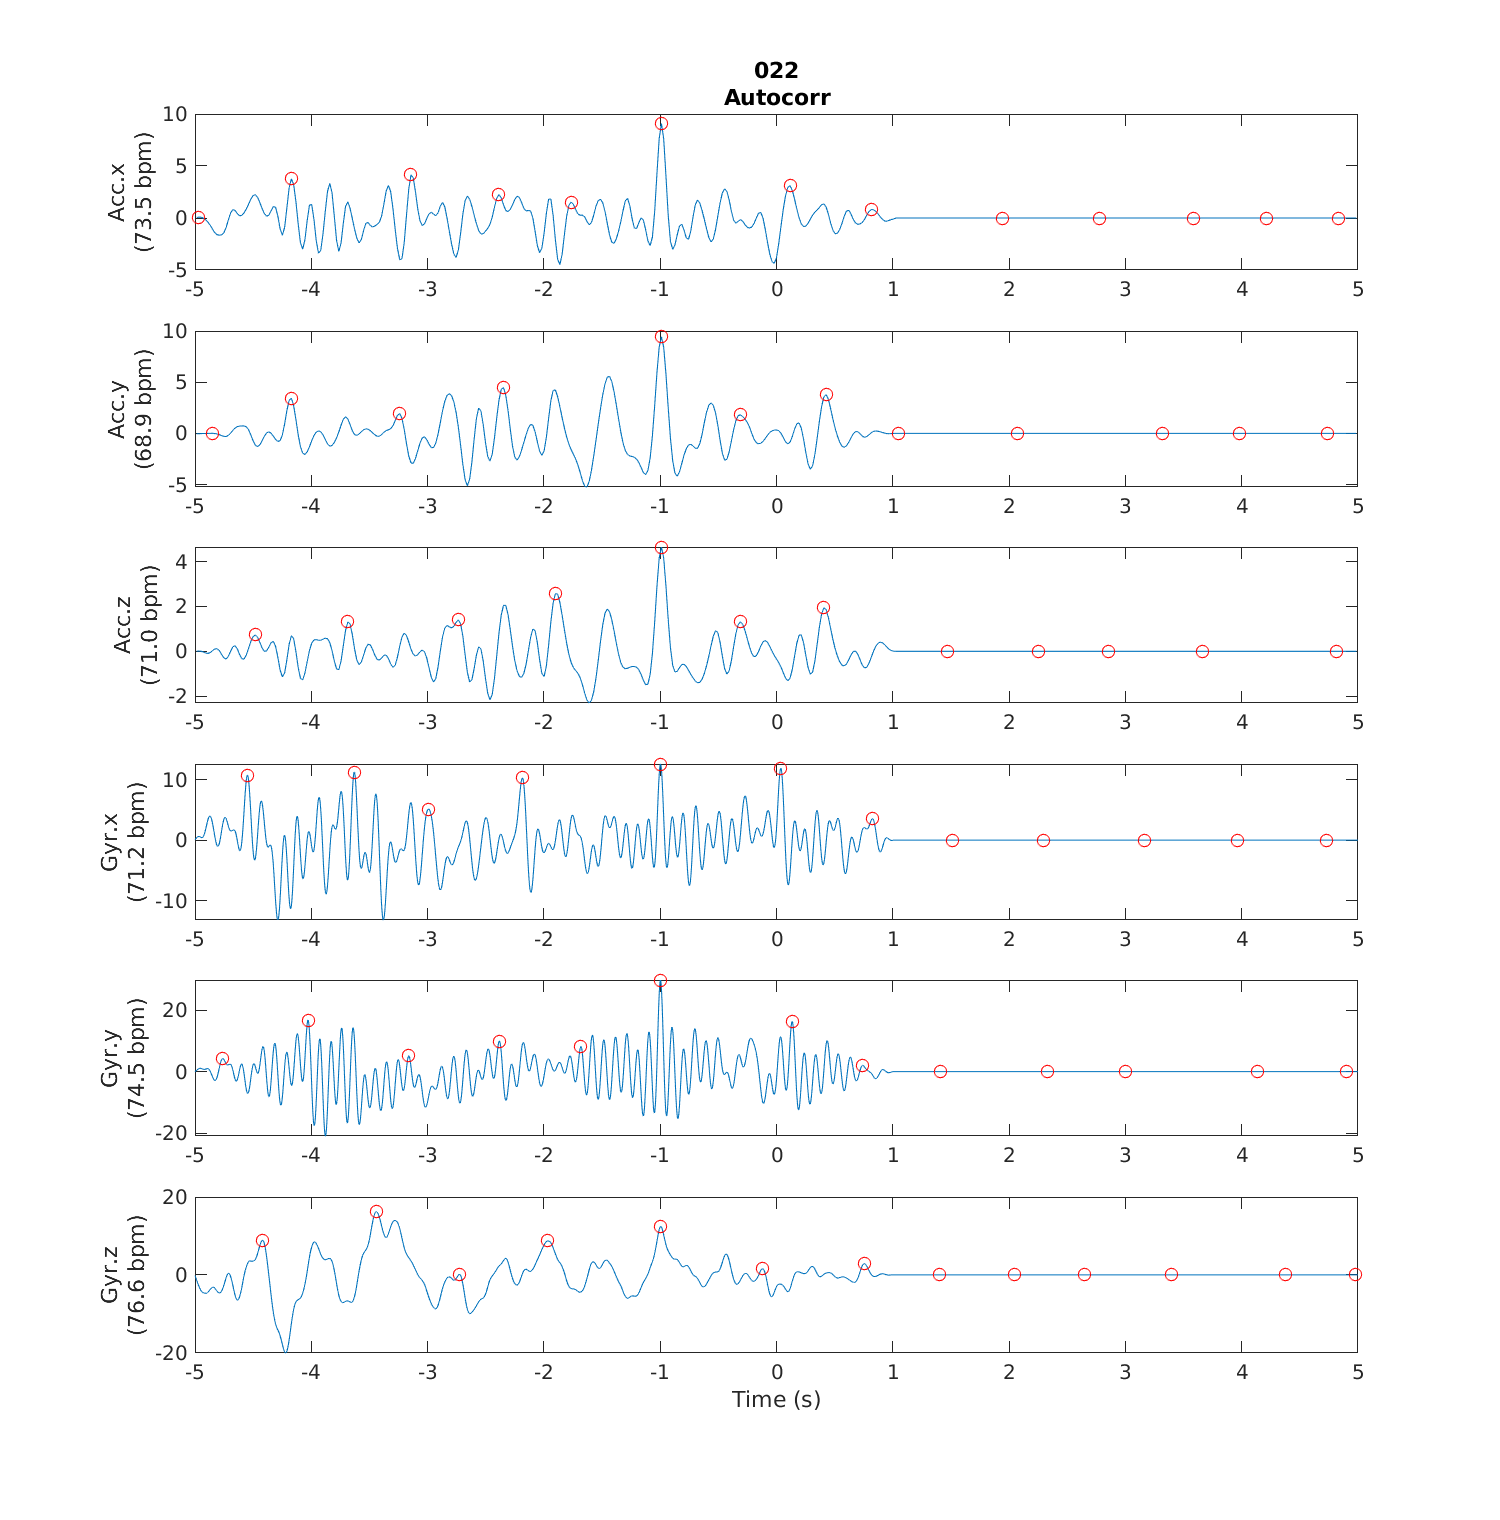 022
Autocorr
Acc.x
(73.5 bpm)
10
5
0
-5
-5 -4 -3 -2 -1 0 1 2 3 4 5
Acc.y
(68.9 bpm)
10
5
0
-5
-5 -4 -3 -2 -1 0 1 2 3 4 5
Acc.z
(71.0 bpm)
4
2
0
-2
-5 -4 -3 -2 -1 0 1 2 3 4 5
Gyr.x
(71.2 bpm)
10
0
-10
-5 -4 -3 -2 -1 0 1 2 3 4 5
Gyr.y
(74.5 bpm)
20
0
-20
-5 -4 -3 -2 -1 0 1 2 3 4 5
Gyr.z
(76.6 bpm)
20
0
-20
-5 -4 -3 -2 -1 0 1 2 3 4 5
Time (s)